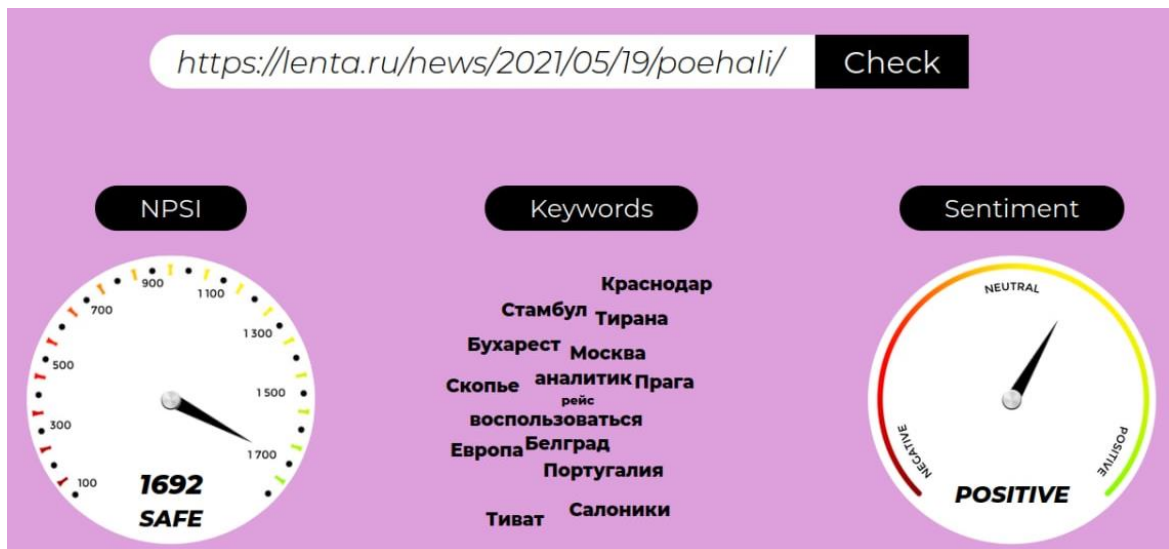 https://lenta.ru/news/2021/05/19/poehali/ Check
NPSI
100
300
500
700
900
1100
1300
1500
1700
1692
SAFE
Keywords
Краснодар
Стамбул Тирана
Бухарест Москва
Скопье аналитик Прага
рейс
воспользоваться
Европа Белград
Португалия
Тиват Салоники
Sentiment
NEUTRAL
NEGATIVE
POSITIVE
POSITIVE